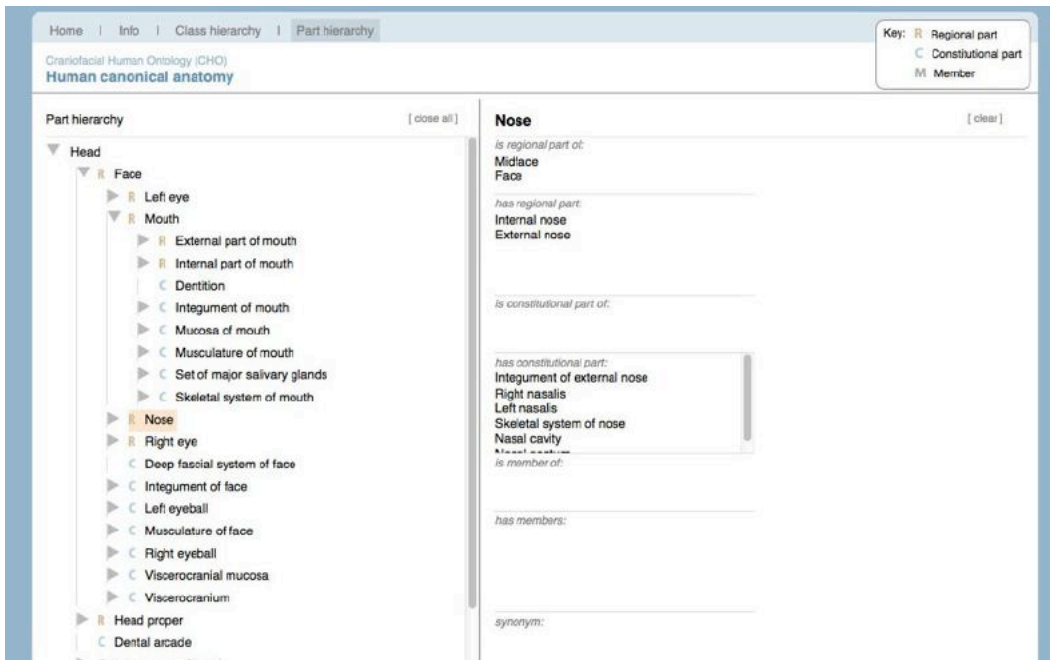 Home | Info | Class hierarchy | Part hierarchy
Key: R Regional part
C Constitutional part
M Member
Craniofacial Human Ontology (CHO)
Human canonical anatomy
Part hierarchy [ close all ]
Head
R Face
R Left eye
R Mouth
R External part of mouth
R Internal part of mouth
C Dentition
C Integument of mouth
C Mucosa of mouth
C Musculature of mouth
C Set of major salivary glands
C Skeletal system of mouth
R Nose
R Right eye
C Deep fascial system of face
C Integument of face
C Left eyeball
C Musculature of face
C Right eyeball
C Viscerocranial mucosa
C Viscerocranium
R Head proper
C Dental arcade
Nose [ clear ]
is regional part of:
Midface
Face
has regional part:
Internal nose
External nose
is constitutional part of:
has constitutional part:
Integument of external nose
Right nasalis
Left nasalis
Skeletal system of nose
Nasal cavity
is member of:
has members:
synonym: